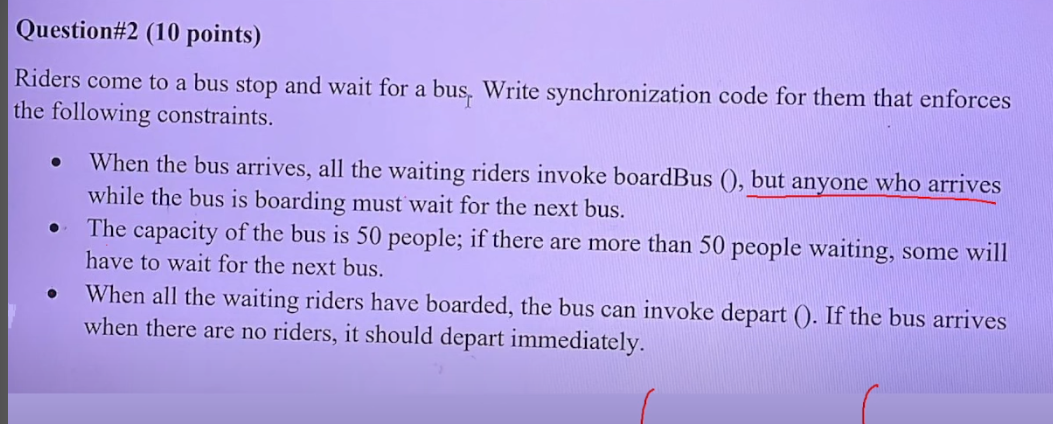 Question#2 (10 points)
Riders come to a bus stop and wait for a bus. Write synchronization code for them that enforces
the following constraints.
• When the bus arrives, all the waiting riders invoke boardBus (), but anyone who arrives
while the bus is boarding must wait for the next bus.
• The capacity of the bus is 50 people; if there are more than 50 people waiting, some will
have to wait for the next bus.
• When all the waiting riders have boarded, the bus can invoke depart (). If the bus arrives
when there are no riders, it should depart immediately.